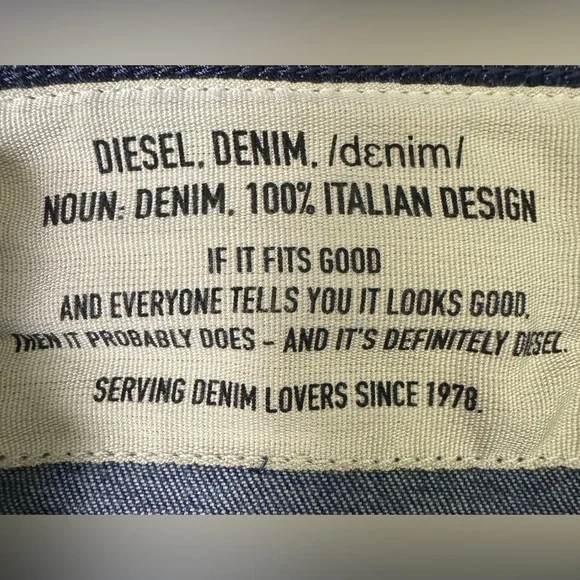 DIESEL. DENIM. /dɛnim/
NOUN: DENIM. 100% ITALIAN DESIGN
IF IT FITS GOOD
AND EVERYONE TELLS YOU IT LOOKS GOOD.
THEN IT PROBABLY DOES - AND IT'S DEFINITELY DIESEL.
SERVING DENIM LOVERS SINCE 1978.